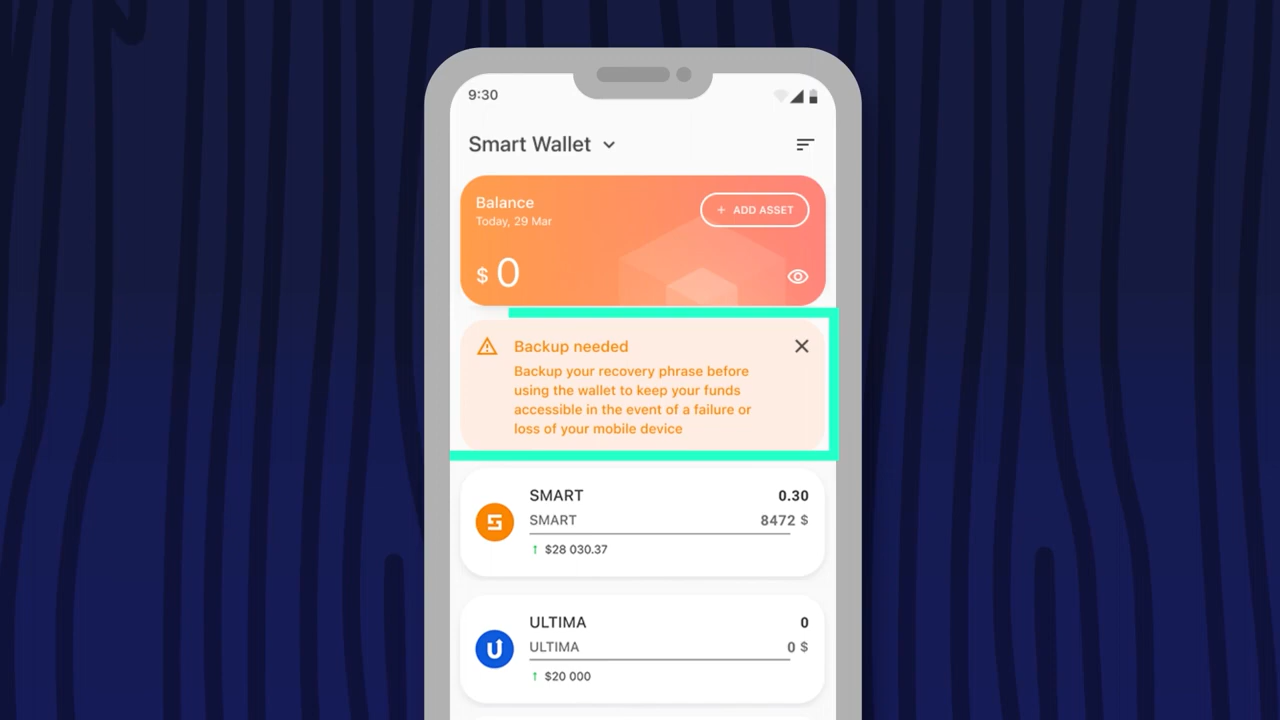 9:30
Smart Wallet
Balance
+ ADD ASSET
Today, 29 Mar
$ 0
Backup needed
Backup your recovery phrase before
using the wallet to keep your funds
accessible in the event of a failure or
loss of your mobile device
SMART 0.30
SMART 8472 $
↑ $28 030.37
ULTIMA 0
ULTIMA 0 $
↑ $20 000